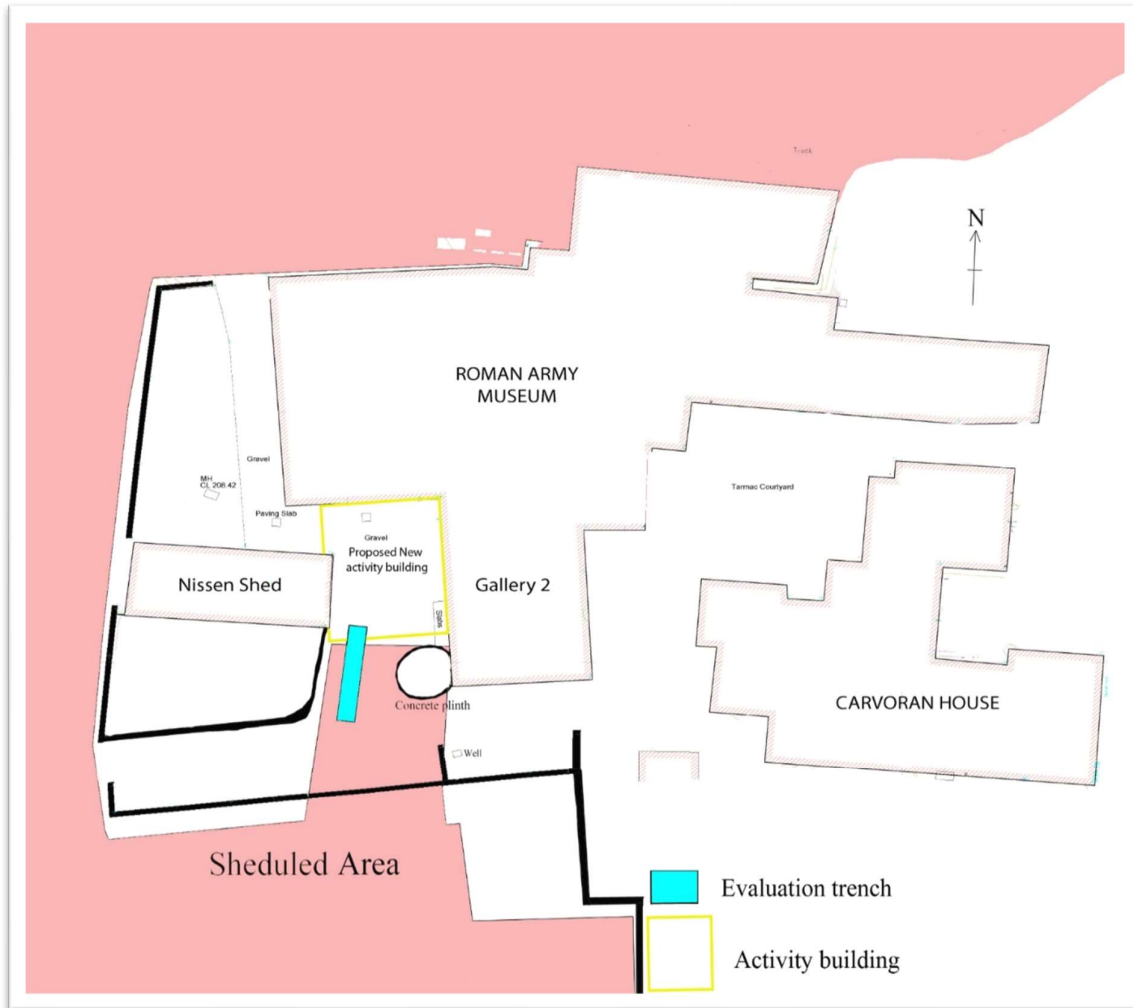 Track
N
ROMAN ARMY
MUSEUM
Gravel
MH
CL 208.42
Paving Slab
Tarmac Courtyard
Gravel
Proposed New
activity building
Nissen Shed
Gallery 2
Slabs
Concrete plinth
CARVORAN HOUSE
Well
Sheduled Area
Evaluation trench
Activity building